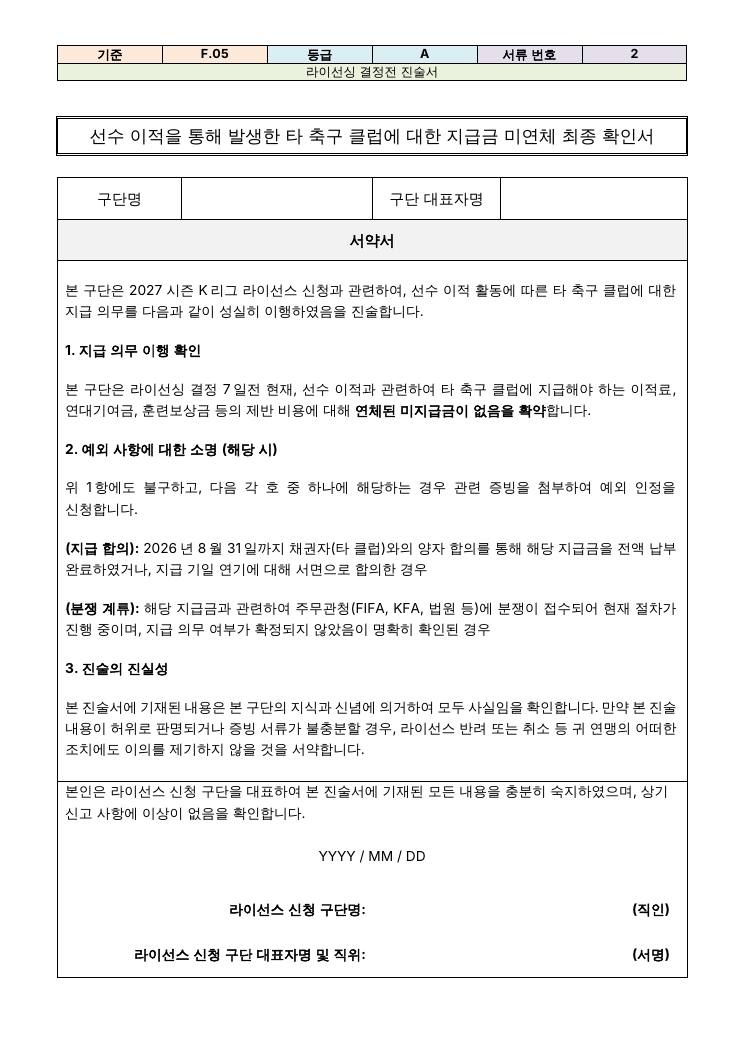 기준 F.05 등급 A 서류 번호 2
라이선싱 결정전 진술서
선수 이적을 통해 발생한 타 축구 클럽에 대한 지급금 미연체 최종 확인서
구단명 구단 대표자명
서약서
본 구단은 2027 시즌 K 리그 라이선스 신청과 관련하여, 선수 이적 활동에 따른 타 축구 클럽에 대한
지급 의무를 다음과 같이 성실히 이행하였음을 진술합니다.
1. 지급 의무 이행 확인
본 구단은 라이선싱 결정 7 일전 현재, 선수 이적과 관련하여 타 축구 클럽에 지급해야 하는 이적료,
연대기여금, 훈련보상금 등의 제반 비용에 대해 연체된 미지급금이 없음을 확약합니다.
2. 예외 사항에 대한 소명 (해당 시)
위 1 항에도 불구하고, 다음 각 호 중 하나에 해당하는 경우 관련 증빙을 첨부하여 예외 인정을
신청합니다.
(지급 합의): 2026 년 8 월 31 일까지 채권자(타 클럽)와의 양자 합의를 통해 해당 지급금을 전액 납부
완료하였거나, 지급 기일 연기에 대해 서면으로 합의한 경우
(분쟁 계류): 해당 지급금과 관련하여 주무관청(FIFA, KFA, 법원 등)에 분쟁이 접수되어 현재 절차가
진행 중이며, 지급 의무 여부가 확정되지 않았음이 명확히 확인된 경우
3. 진술의 진실성
본 진술서에 기재된 내용은 본 구단의 지식과 신념에 의거하여 모두 사실임을 확인합니다. 만약 본 진술
내용이 허위로 판명되거나 증빙 서류가 불충분할 경우, 라이선스 반려 또는 취소 등 귀 연맹의 어떠한
조치에도 이의를 제기하지 않을 것을 서약합니다.
본인은 라이선스 신청 구단을 대표하여 본 진술서에 기재된 모든 내용을 충분히 숙지하였으며, 상기
신고 사항에 이상이 없음을 확인합니다.
YYYY / MM / DD
라이선스 신청 구단명: (직인)
라이선스 신청 구단 대표자명 및 직위: (서명)